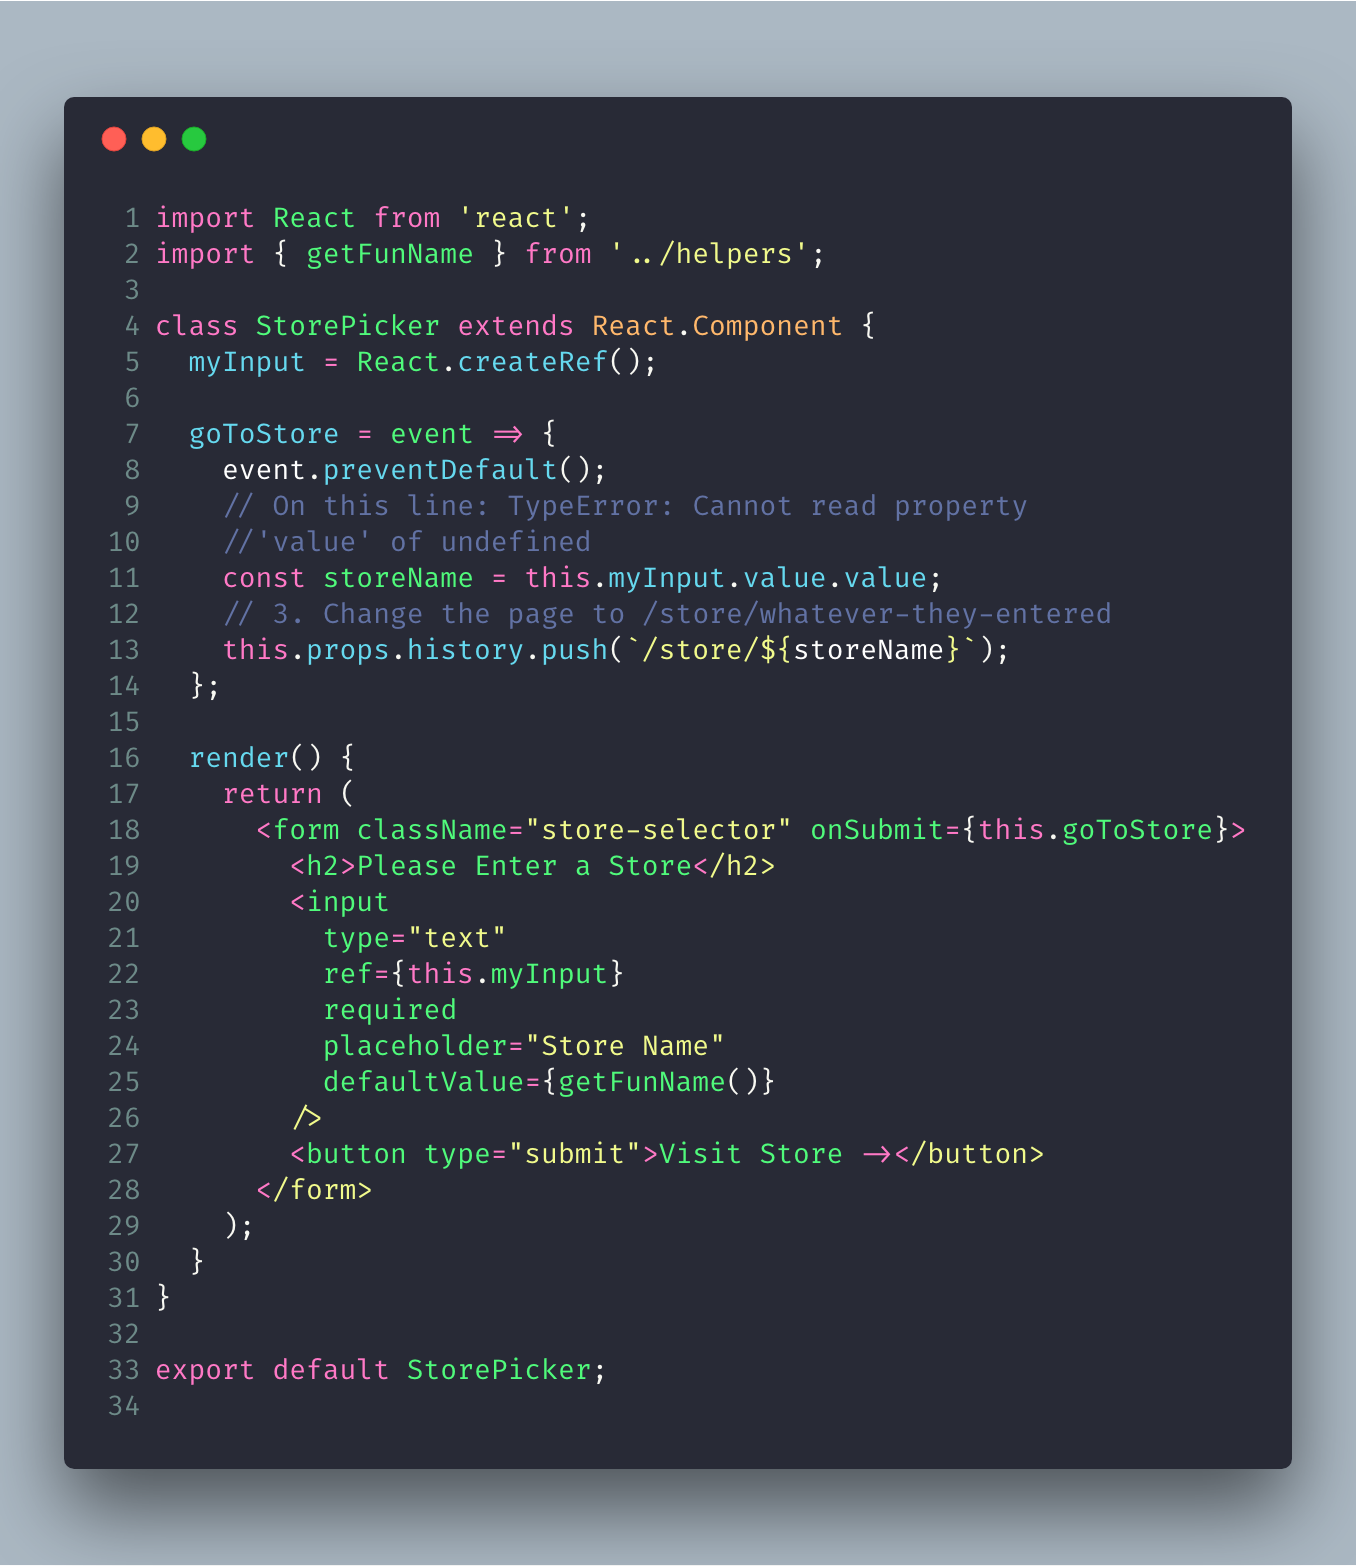 1 import React from 'react';
2 import { getFunName } from '../helpers';
3
4 class StorePicker extends React.Component {
5   myInput = React.createRef();
6
7   goToStore = event => {
8     event.preventDefault();
9     // On this line: TypeError: Cannot read property
10     //'value' of undefined
11     const storeName = this.myInput.value.value;
12     // 3. Change the page to /store/whatever-they-entered
13     this.props.history.push(`/store/${storeName}`);
14   };
15
16   render() {
17     return (
18       <form className="store-selector" onSubmit={this.goToStore}>
19         <h2>Please Enter a Store</h2>
20         <input
21           type="text"
22           ref={this.myInput}
23           required
24           placeholder="Store Name"
25           defaultValue={getFunName()}
26         />
27         <button type="submit">Visit Store -></button>
28       </form>
29     );
30   }
31 }
32
33 export default StorePicker;
34